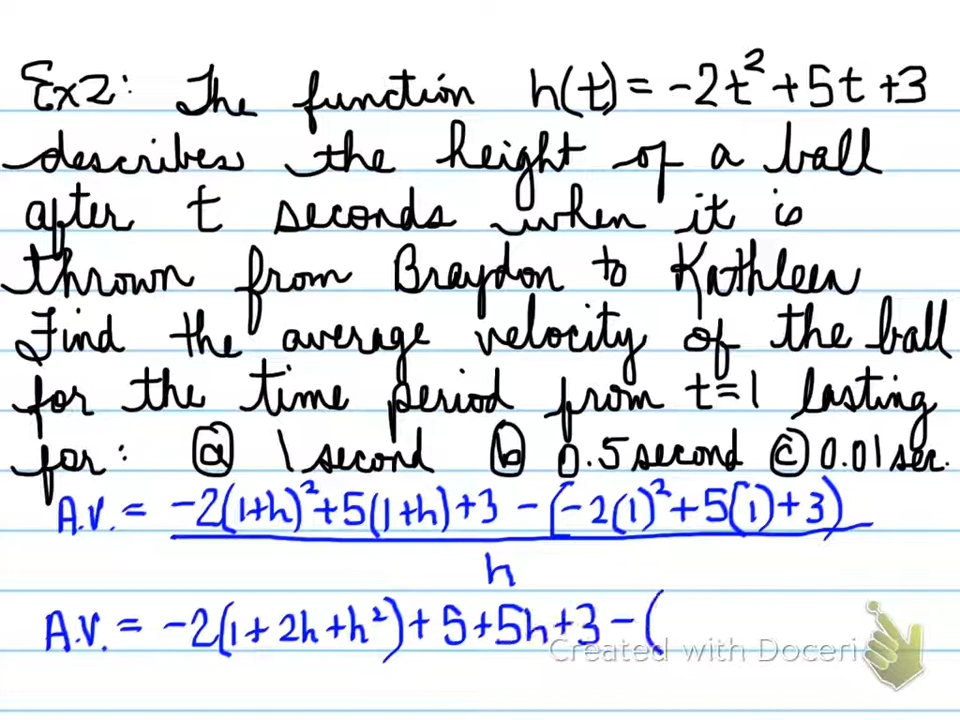 Ex2: The function h(t) = -2t² + 5t + 3
describes the height of a ball
after t seconds when it is
thrown from Braydon to Kathleen
Find the average velocity of the ball
for the time period from t=1 lasting
for: ⓐ 1 second ⓑ 0.5 second ⓒ 0.01 sec.
A.V. = -2(1+h)² + 5(1+h) + 3 - (-2(1)² + 5(1) + 3)
h
A.V. = -2(1 + 2h + h²) + 5 + 5h + 3 - (
Created with Doceri